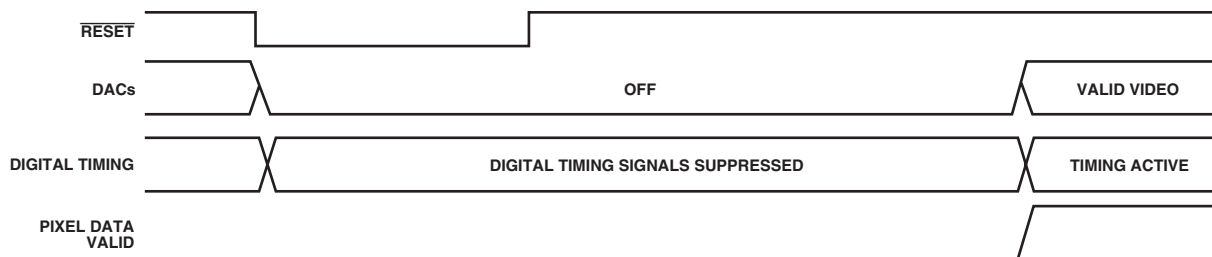 RESET
DACs
OFF
VALID VIDEO
DIGITAL TIMING
DIGITAL TIMING SIGNALS SUPPRESSED
TIMING ACTIVE
PIXEL DATA
VALID